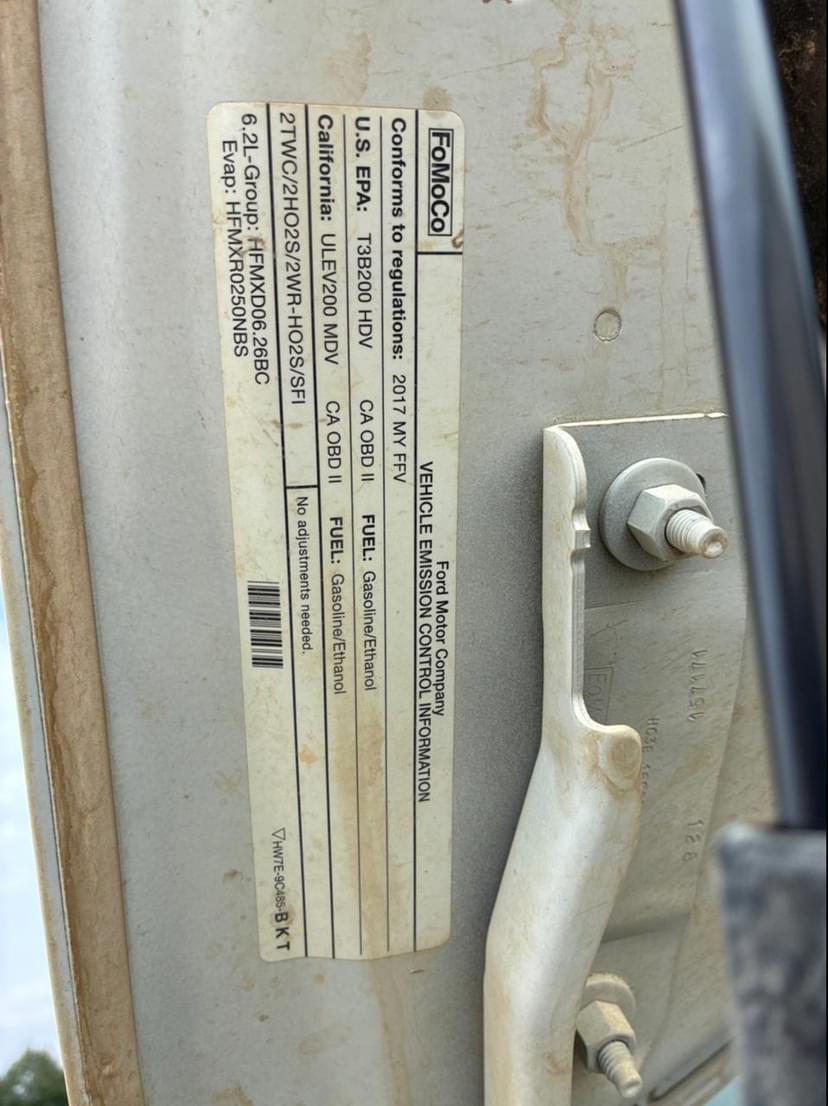 FoMoCo
Ford Motor Company
VEHICLE EMISSION CONTROL INFORMATION
Conforms to regulations: 2017 MY FFV
U.S. EPA: T3B200 HDV CA OBD II FUEL: Gasoline/Ethanol
California: ULEV200 MDV CA OBD II FUEL: Gasoline/Ethanol
2TWC/2HO2S/2WR-HO2S/SFI
No adjustments needed.
6.2L-Group: HFMXD06.26BC
Evap: HFMXR0250NBS
HW7E-9C485-BKT